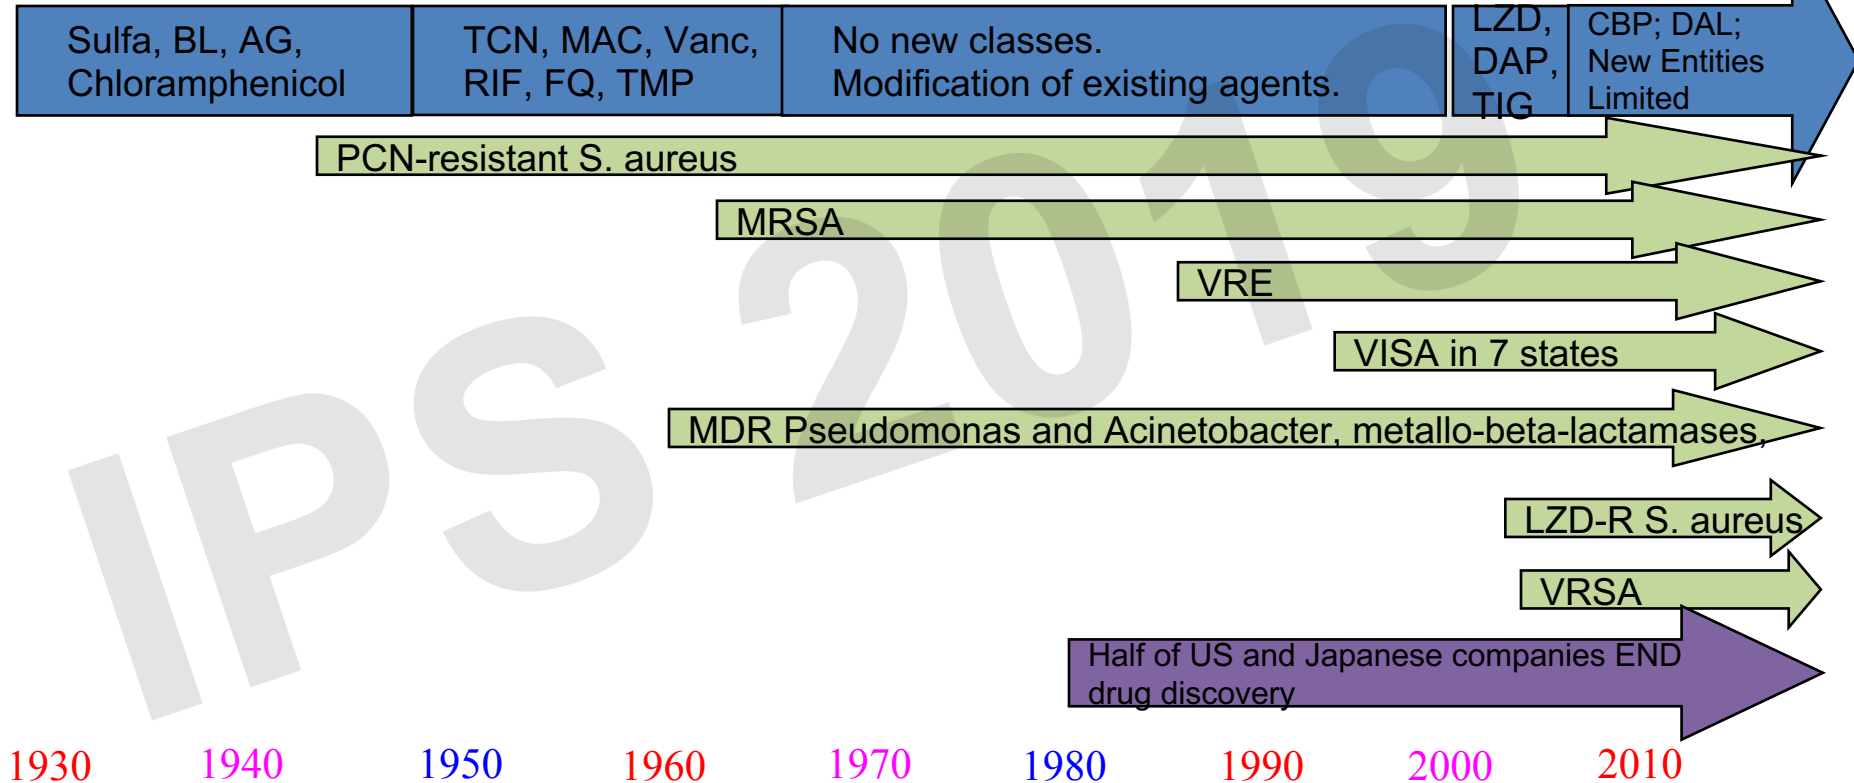 Sulfa, BL, AG,
Chloramphenicol
TCN, MAC, Vanc,
RIF, FQ, TMP
No new classes.
Modification of existing agents.
LZD,
DAP,
TIG
CBP; DAL;
New Entities
Limited
PCN-resistant S. aureus
MRSA
VRE
VISA in 7 states
MDR Pseudomonas and Acinetobacter, metallo-beta-lactamases,
LZD-R S. aureus
VRSA
Half of US and Japanese companies END
drug discovery
1930 1940 1950 1960 1970 1980 1990 2000 2010
IPS 2019